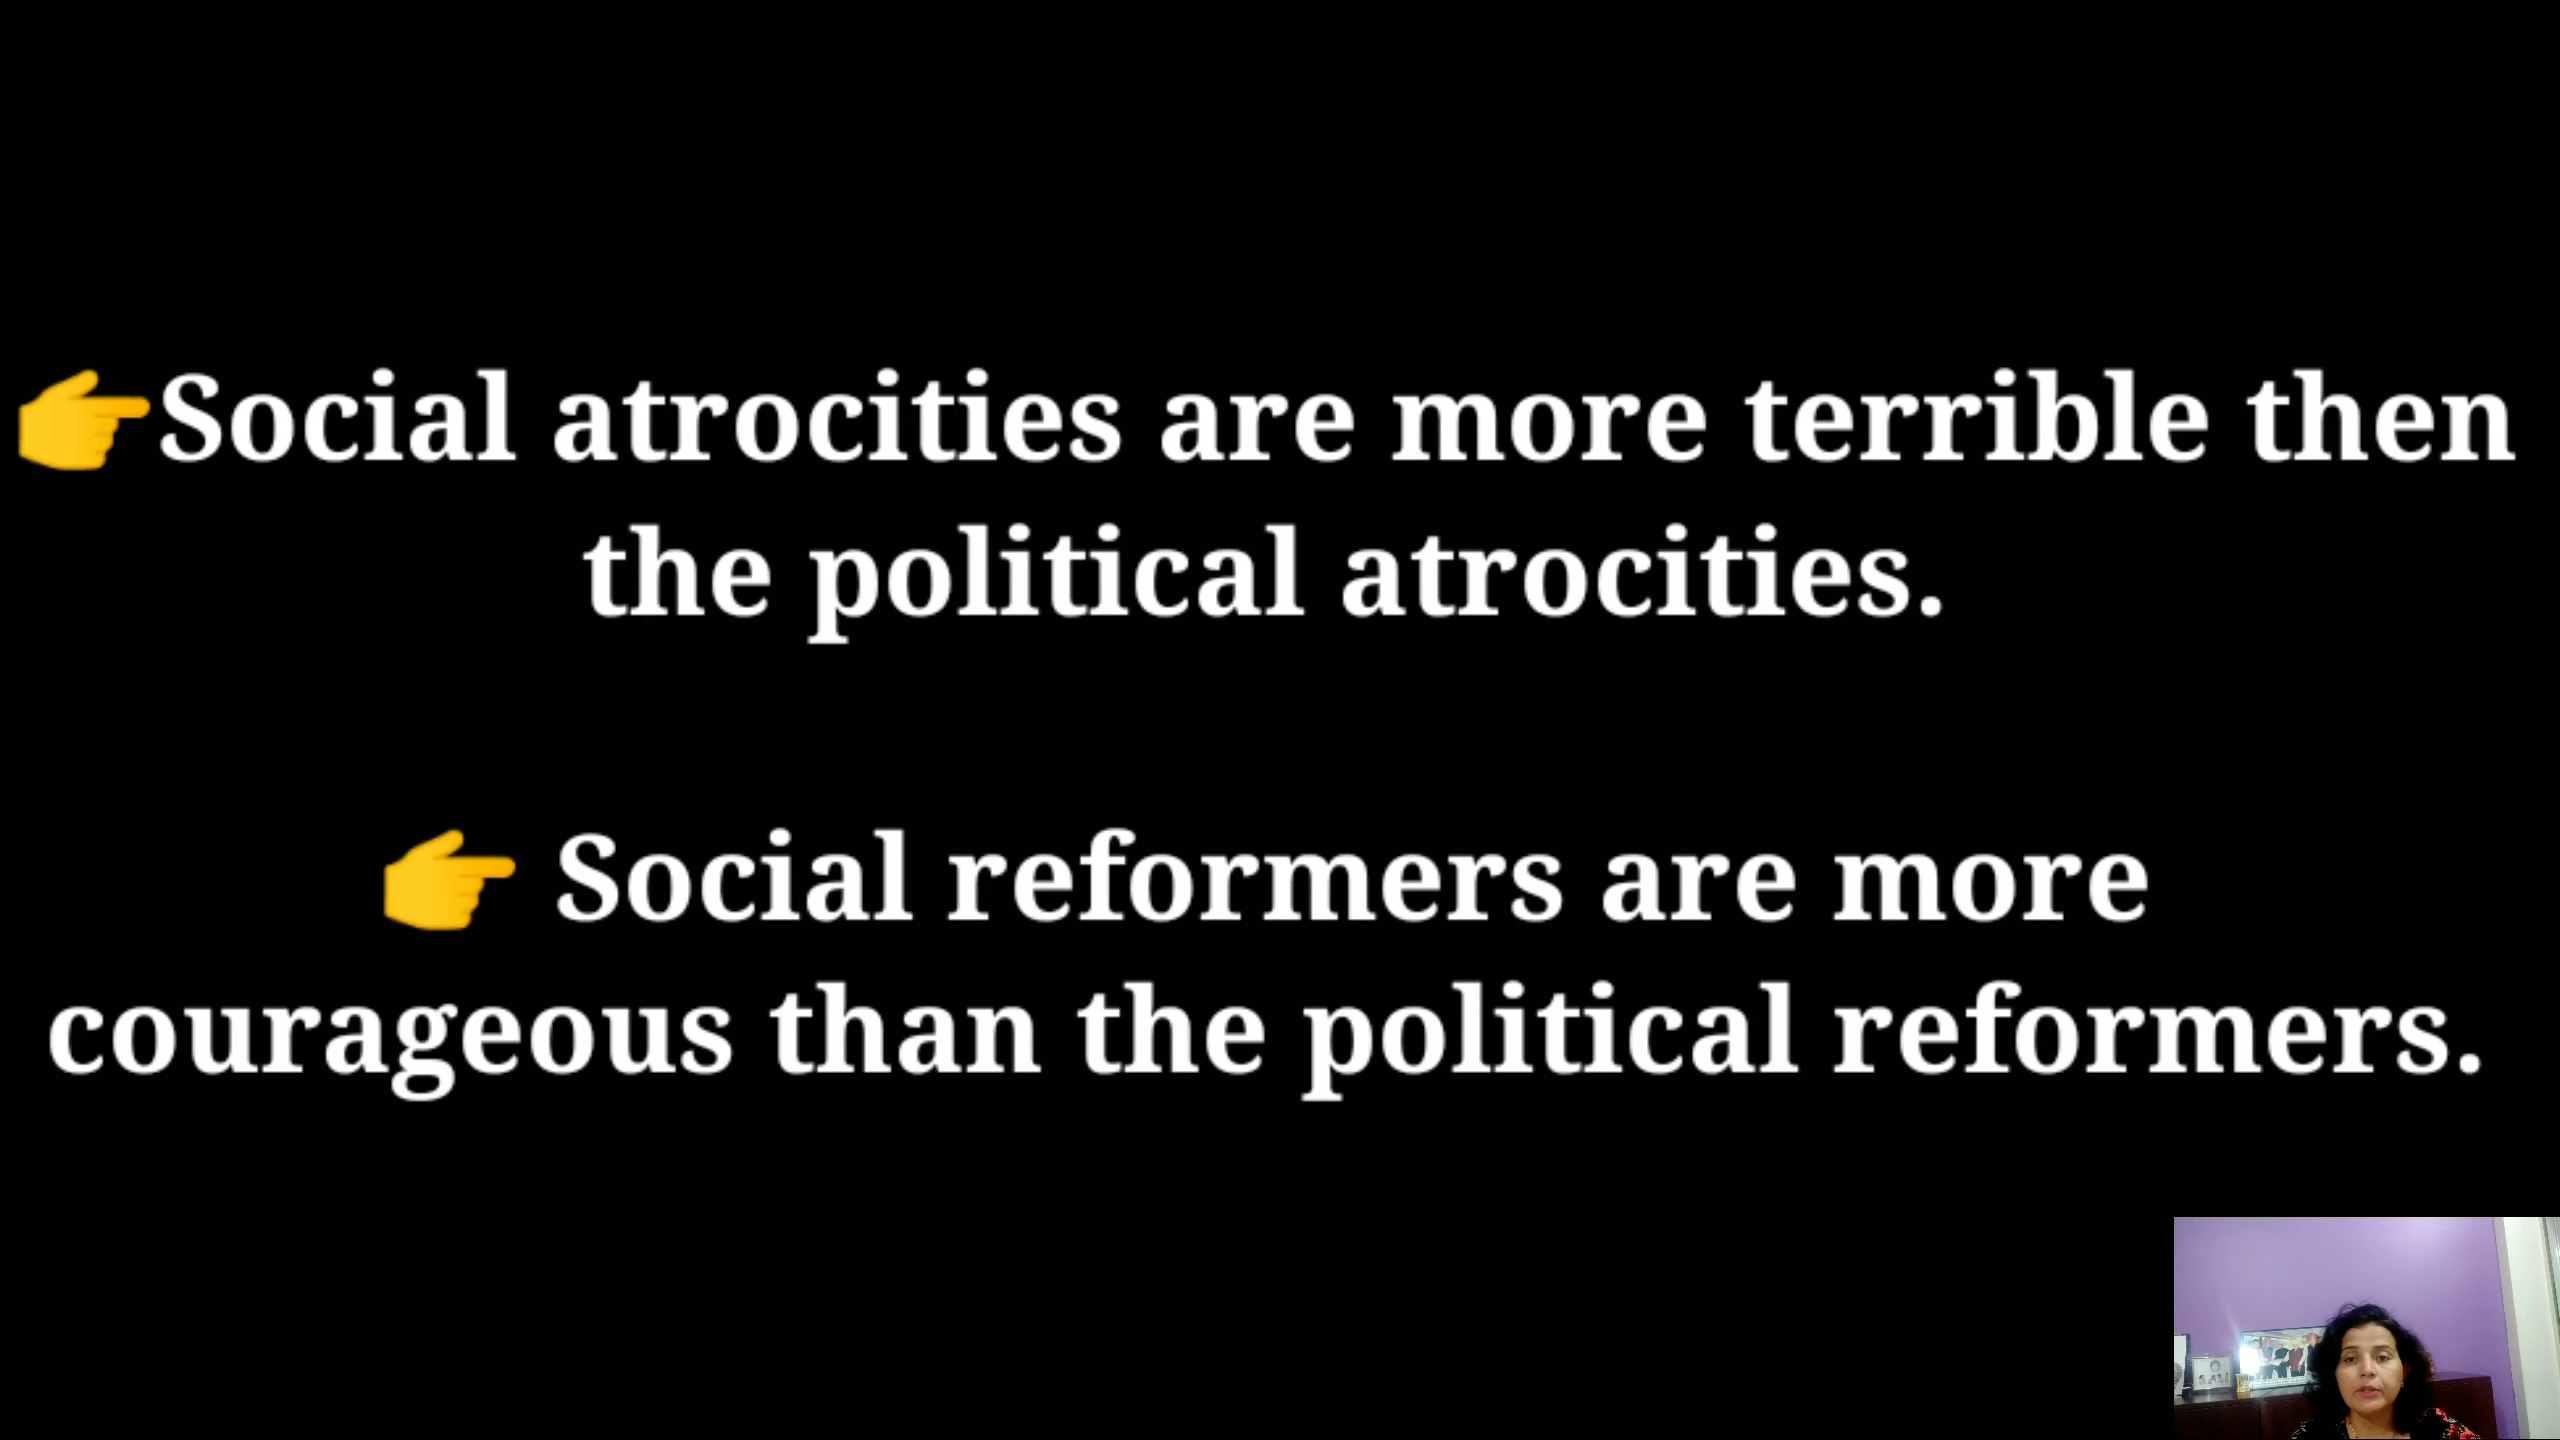 👉Social atrocities are more terrible then
the political atrocities.
👉 Social reformers are more
courageous than the political reformers.